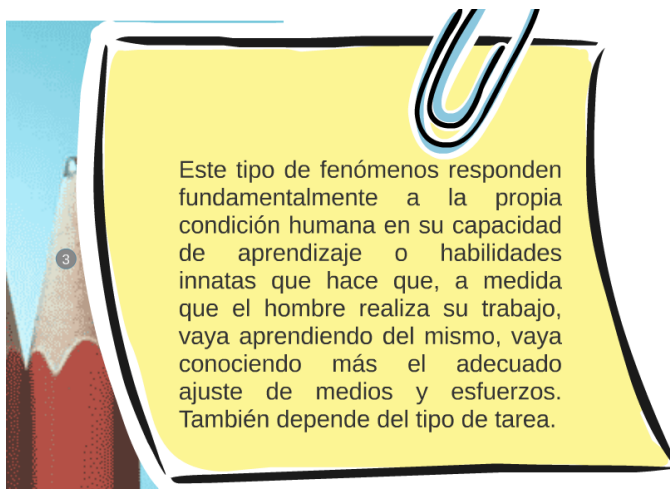 Este tipo de fenómenos responden
fundamentalmente a la propia
condición humana en su capacidad
de aprendizaje o habilidades
innatas que hace que, a medida
que el hombre realiza su trabajo,
vaya aprendiendo del mismo, vaya
conociendo más el adecuado
ajuste de medios y esfuerzos.
También depende del tipo de tarea.
3